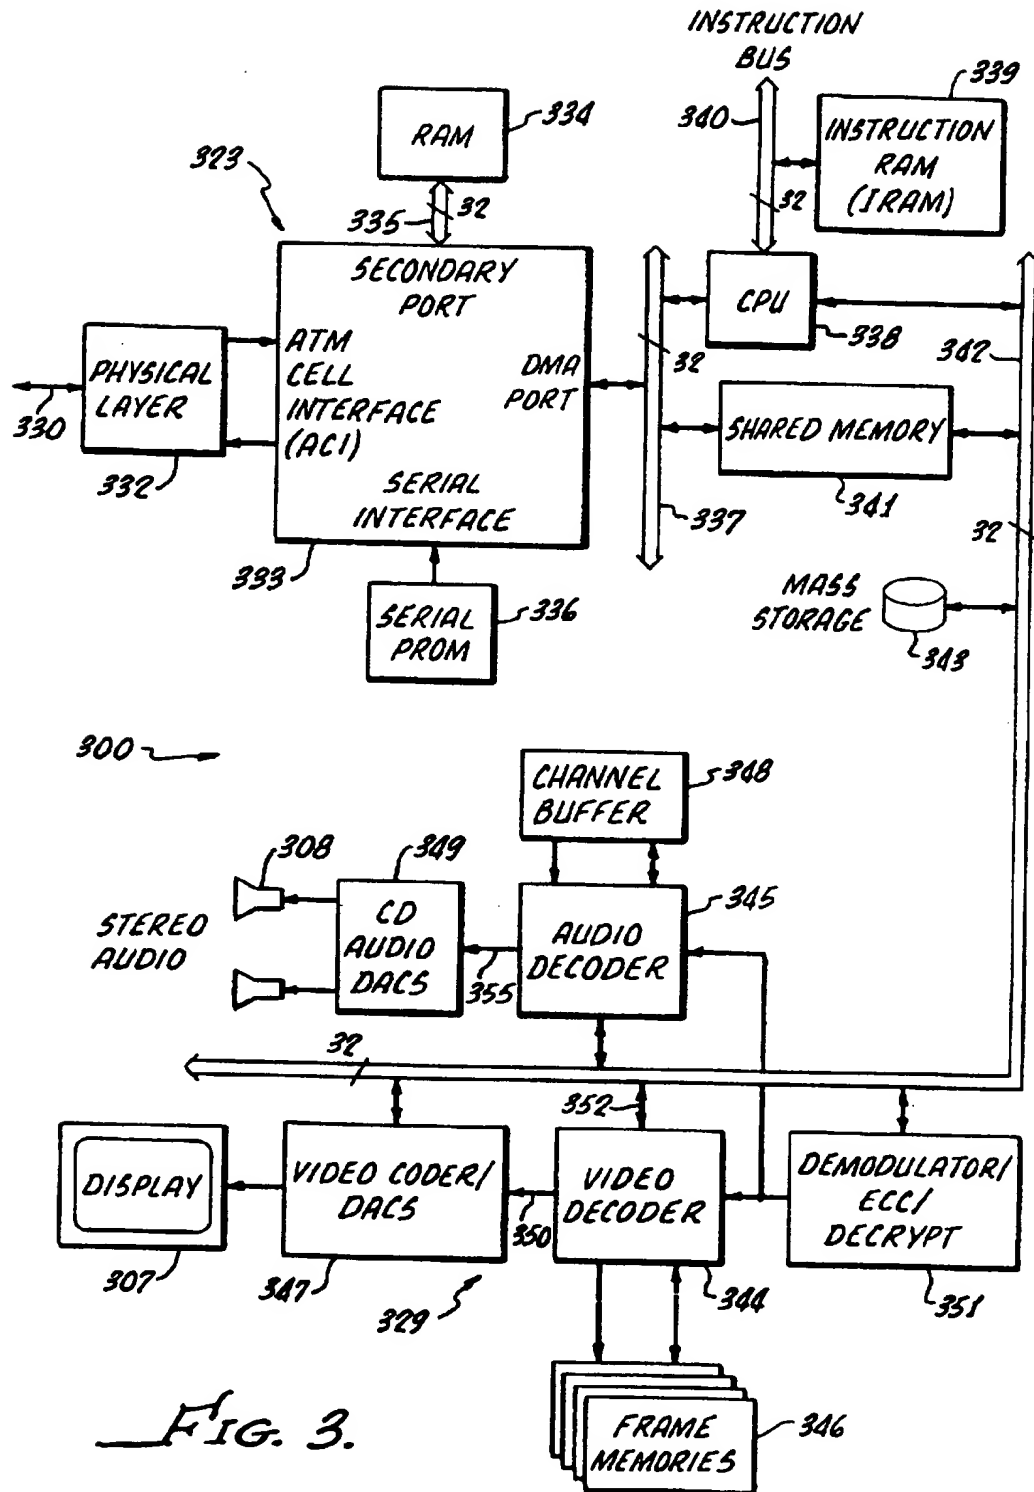 INSTRUCTION
BUS
339
334
RAM
340
INSTRUCTION
RAM
(IRAM)
323
335
32
32
SECONDARY
PORT
CPU
338
342
PHYSICAL
LAYER
ATM
CELL
INTERFACE
(ACI)
DMA
PORT
32
330
332
SHARED MEMORY
341
SERIAL
INTERFACE
337
32
333
SERIAL
PROM
336
MASS
STORAGE
343
300
CHANNEL
BUFFER
348
308
349
STEREO
AUDIO
CD
AUDIO
DACS
355
AUDIO
DECODER
345
32
352
DISPLAY
VIDEO CODER/
DACS
350
VIDEO
DECODER
DEMODULATOR/
ECC/
DECRYPT
307
347
329
344
351
FRAME
MEMORIES
346
FIG. 3.